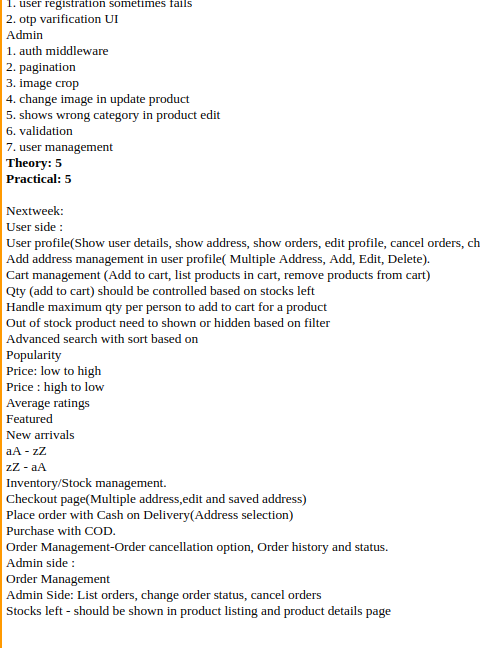 1. user registration sometimes fails
2. otp varification UI
Admin
1. auth middleware
2. pagination
3. image crop
4. change image in update product
5. shows wrong category in product edit
6. validation
7. user management
Theory: 5
Practical: 5
Nextweek:
User side :
User profile(Show user details, show address, show orders, edit profile, cancel orders, ch
Add address management in user profile( Multiple Address, Add, Edit, Delete).
Cart management (Add to cart, list products in cart, remove products from cart)
Qty (add to cart) should be controlled based on stocks left
Handle maximum qty per person to add to cart for a product
Out of stock product need to shown or hidden based on filter
Advanced search with sort based on
Popularity
Price: low to high
Price : high to low
Average ratings
Featured
New arrivals
aA - zZ
zZ - aA
Inventory/Stock management.
Checkout page(Multiple address,edit and saved address)
Place order with Cash on Delivery(Address selection)
Purchase with COD.
Order Management-Order cancellation option, Order history and status.
Admin side :
Order Management
Admin Side: List orders, change order status, cancel orders
Stocks left - should be shown in product listing and product details page